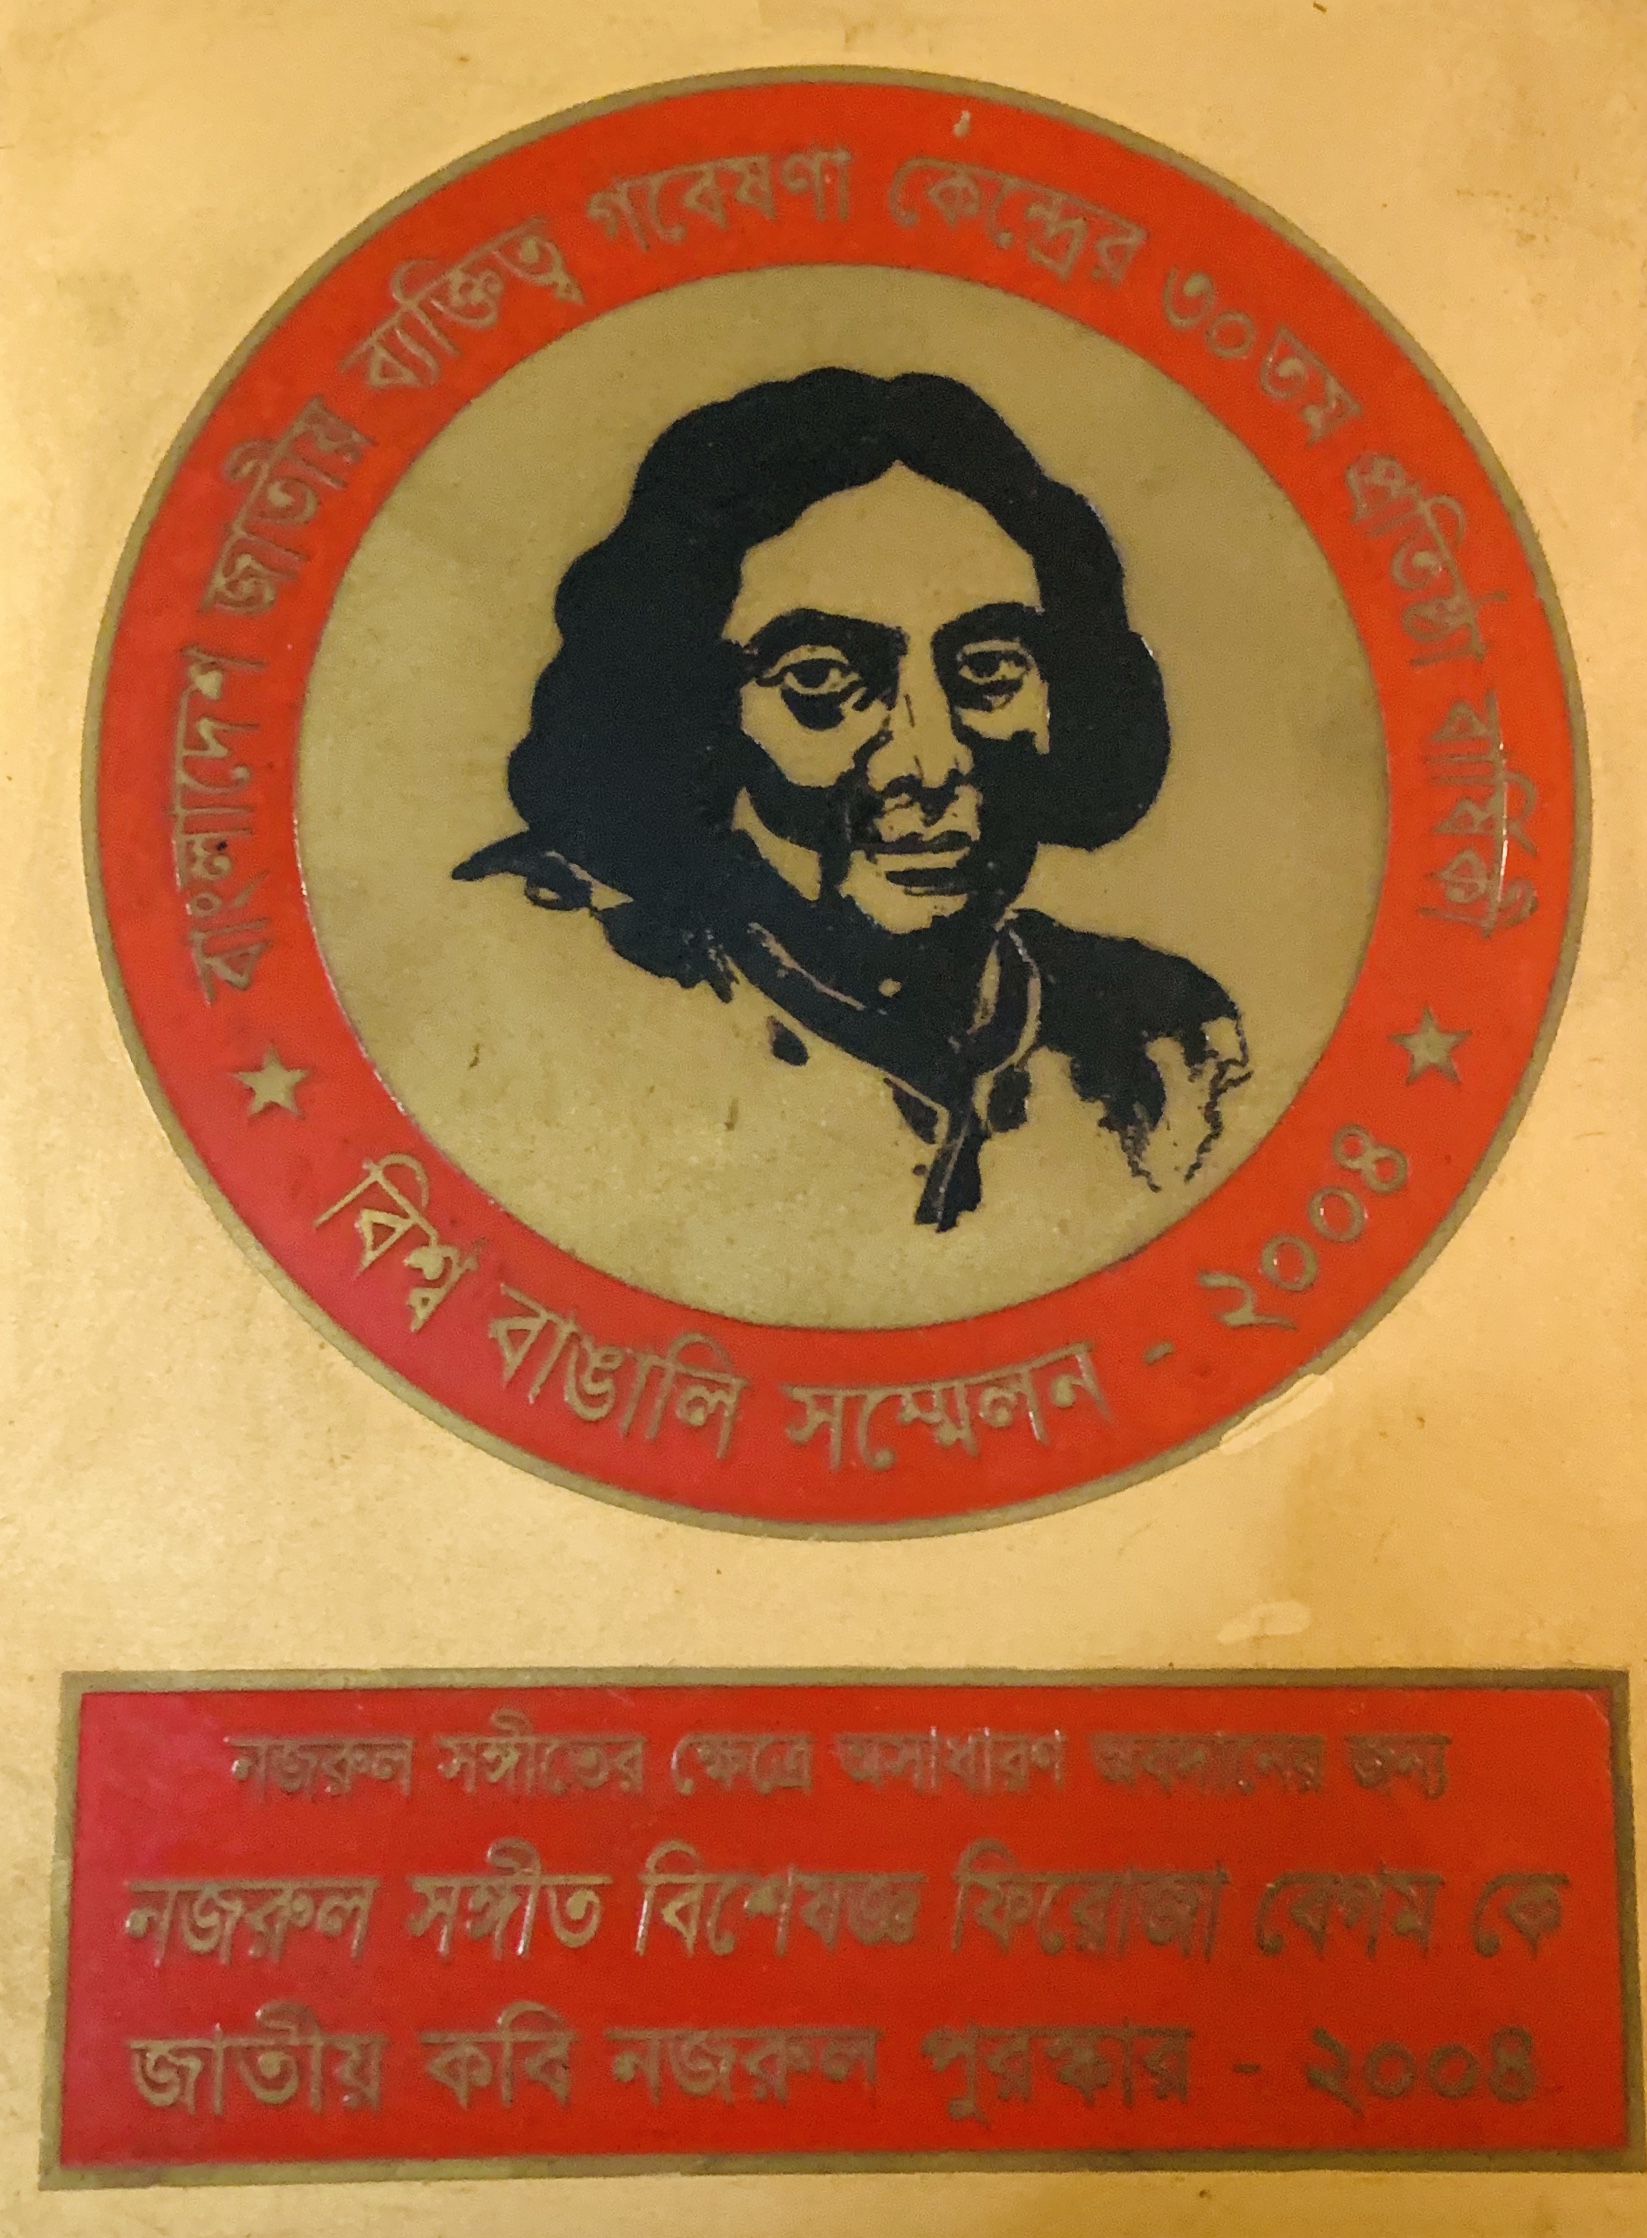 বাংলাদেশ জাতীয় ব্যক্তিত্ব গবেষণা কেন্দ্রের ৩০তম প্রতিষ্ঠা বার্ষিকী
বিশ্ব বাঙালি সম্মেলন - ২০০৪
নজরুল সঙ্গীতের ক্ষেত্রে অসাধারণ অবদানের জন্য
নজরুল সঙ্গীত বিশেষজ্ঞ ফিরোজা বেগম কে
জাতীয় কবি নজরুল পুরস্কার - ২০০৪